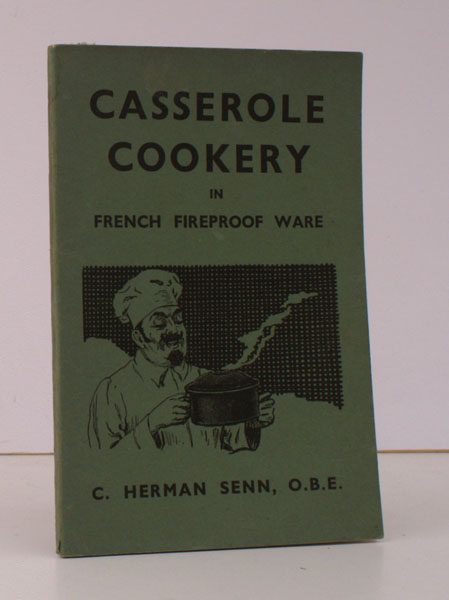 CASSEROLE
COOKERY
IN
FRENCH FIREPROOF WARE
C. HERMAN SENN, O.B.E.